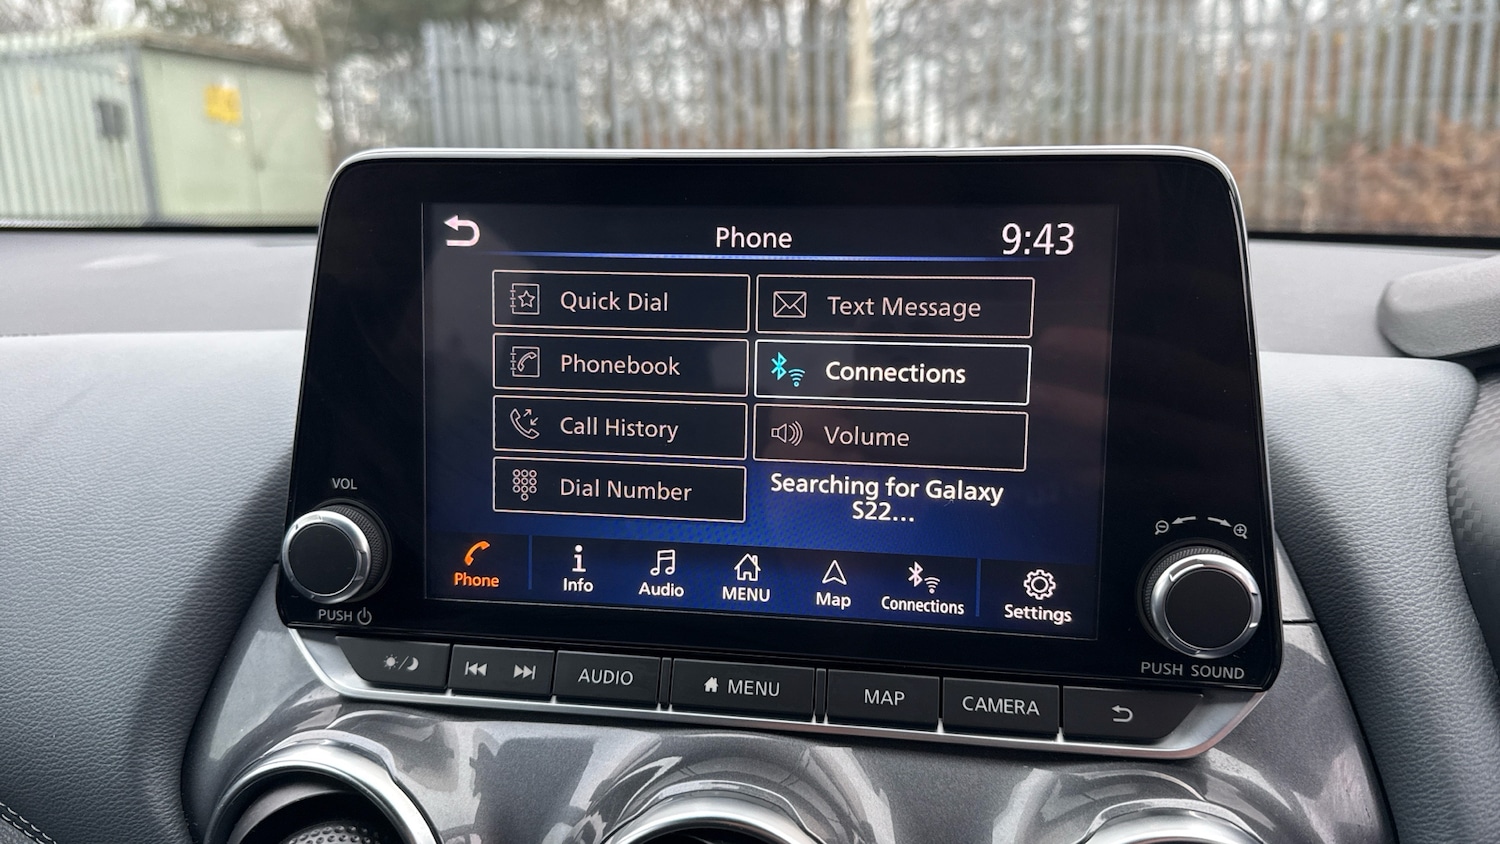 Phone
9:43
Quick Dial
Text Message
Phonebook
Connections
Call History
Volume
Dial Number
Searching for Galaxy
S22...
VOL
PUSH
Phone
Info
Audio
MENU
Map
Connections
Settings
PUSH SOUND
AUDIO
MENU
MAP
CAMERA